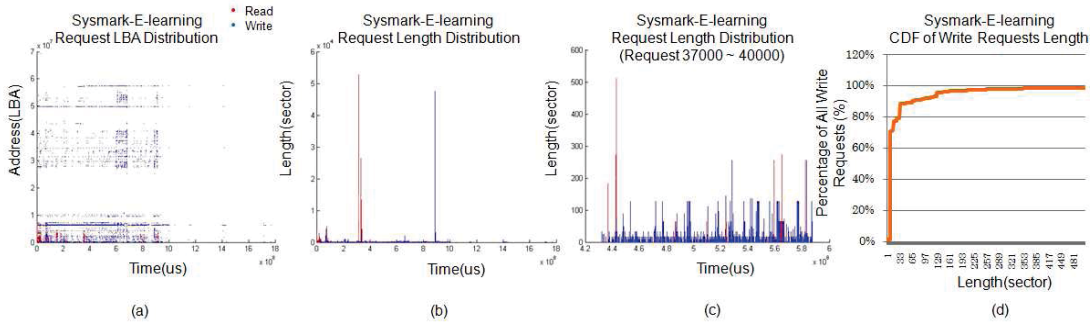 Read
Write
Sysmark-E-learning
Request LBA Distribution
x 10^7
7
6
5
4
3
2
1
0
Address(LBA)
0 2 4 6 8 10 12 14 16 18
Time(us)
(a)
Sysmark-E-learning
Request Length Distribution
x 10^4
6
5
4
3
2
1
0
Length(sector)
0 2 4 6 8 10 12 14 16 18
Time(us)
(b)
Sysmark-E-learning
Request Length Distribution
(Request 37000 ~ 40000)
600
500
400
300
200
100
0
Length(sector)
4.2 4.4 4.6 4.8 5 5.2 5.4 5.6 5.8 6
Time(us)
(c)
Sysmark-E-learning
CDF of Write Requests Length
120%
100%
80%
60%
40%
20%
0%
Percentage of All Write
Requests (%)
1 33 65 97 129 161 193 225 257 289 321 353 385 417 449 481
Length(sector)
(d)